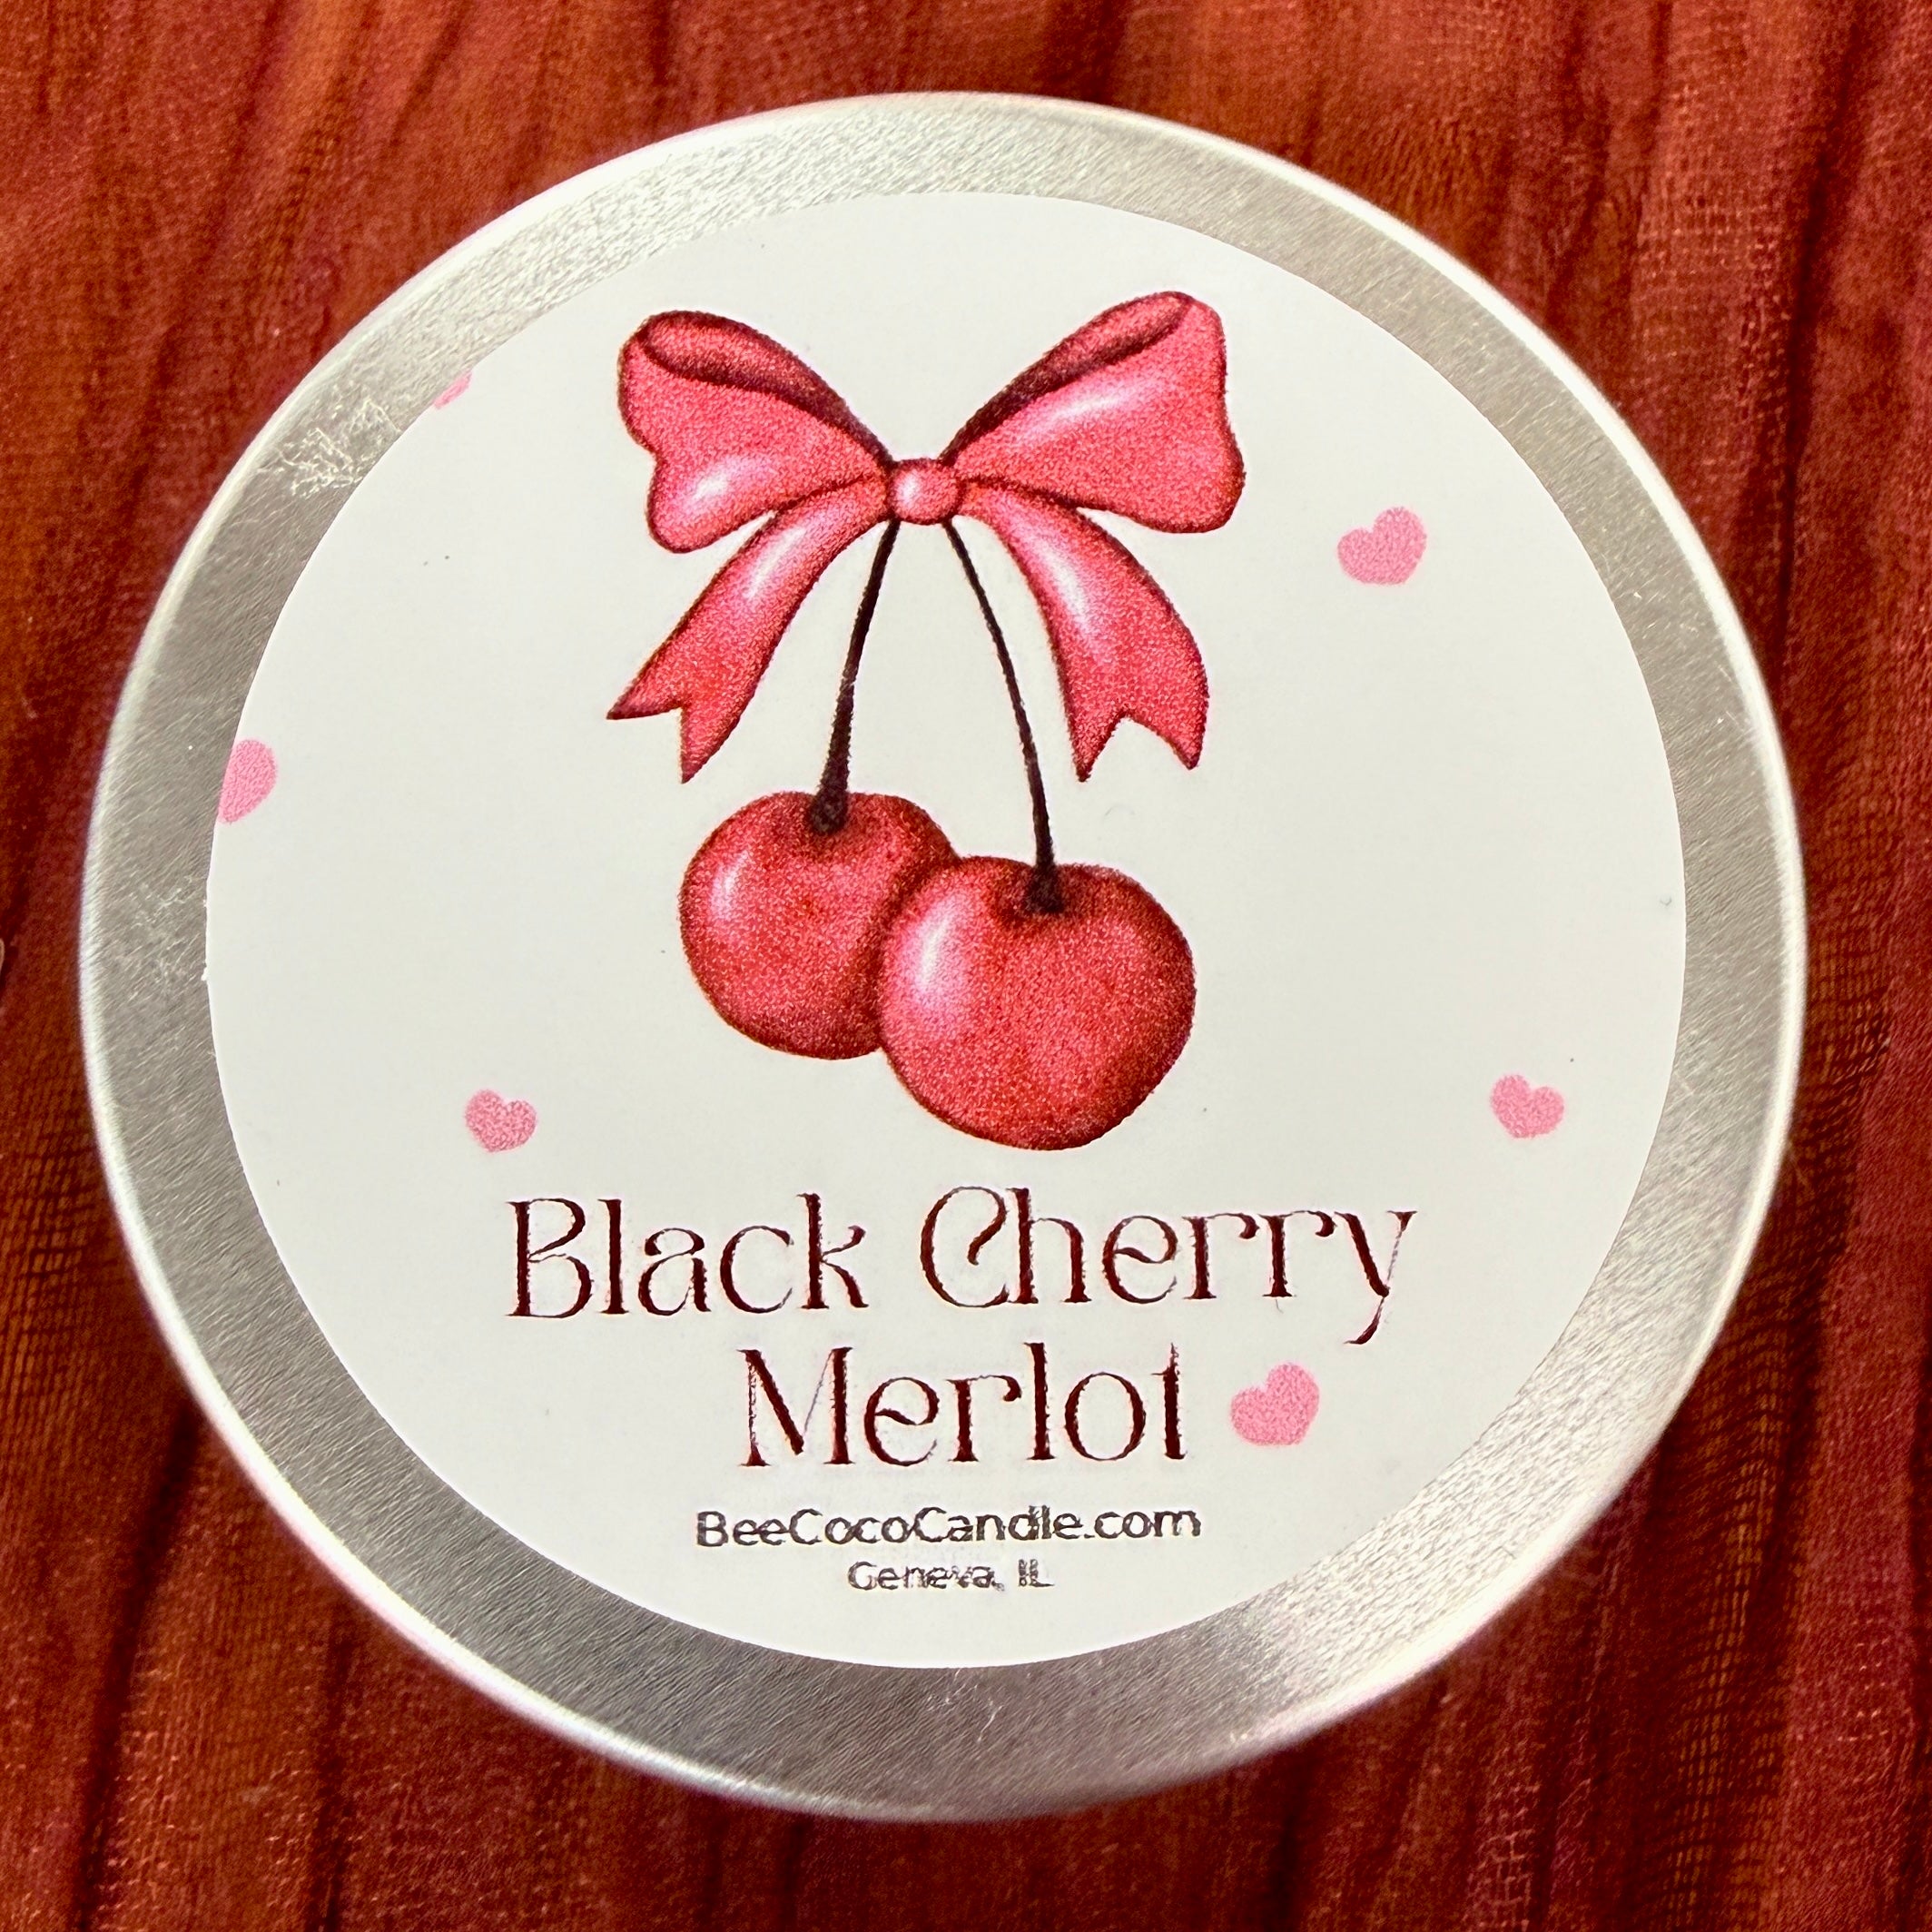 Black Cherry
Merlot
BeeCocoCandle.com
Geneva, IL